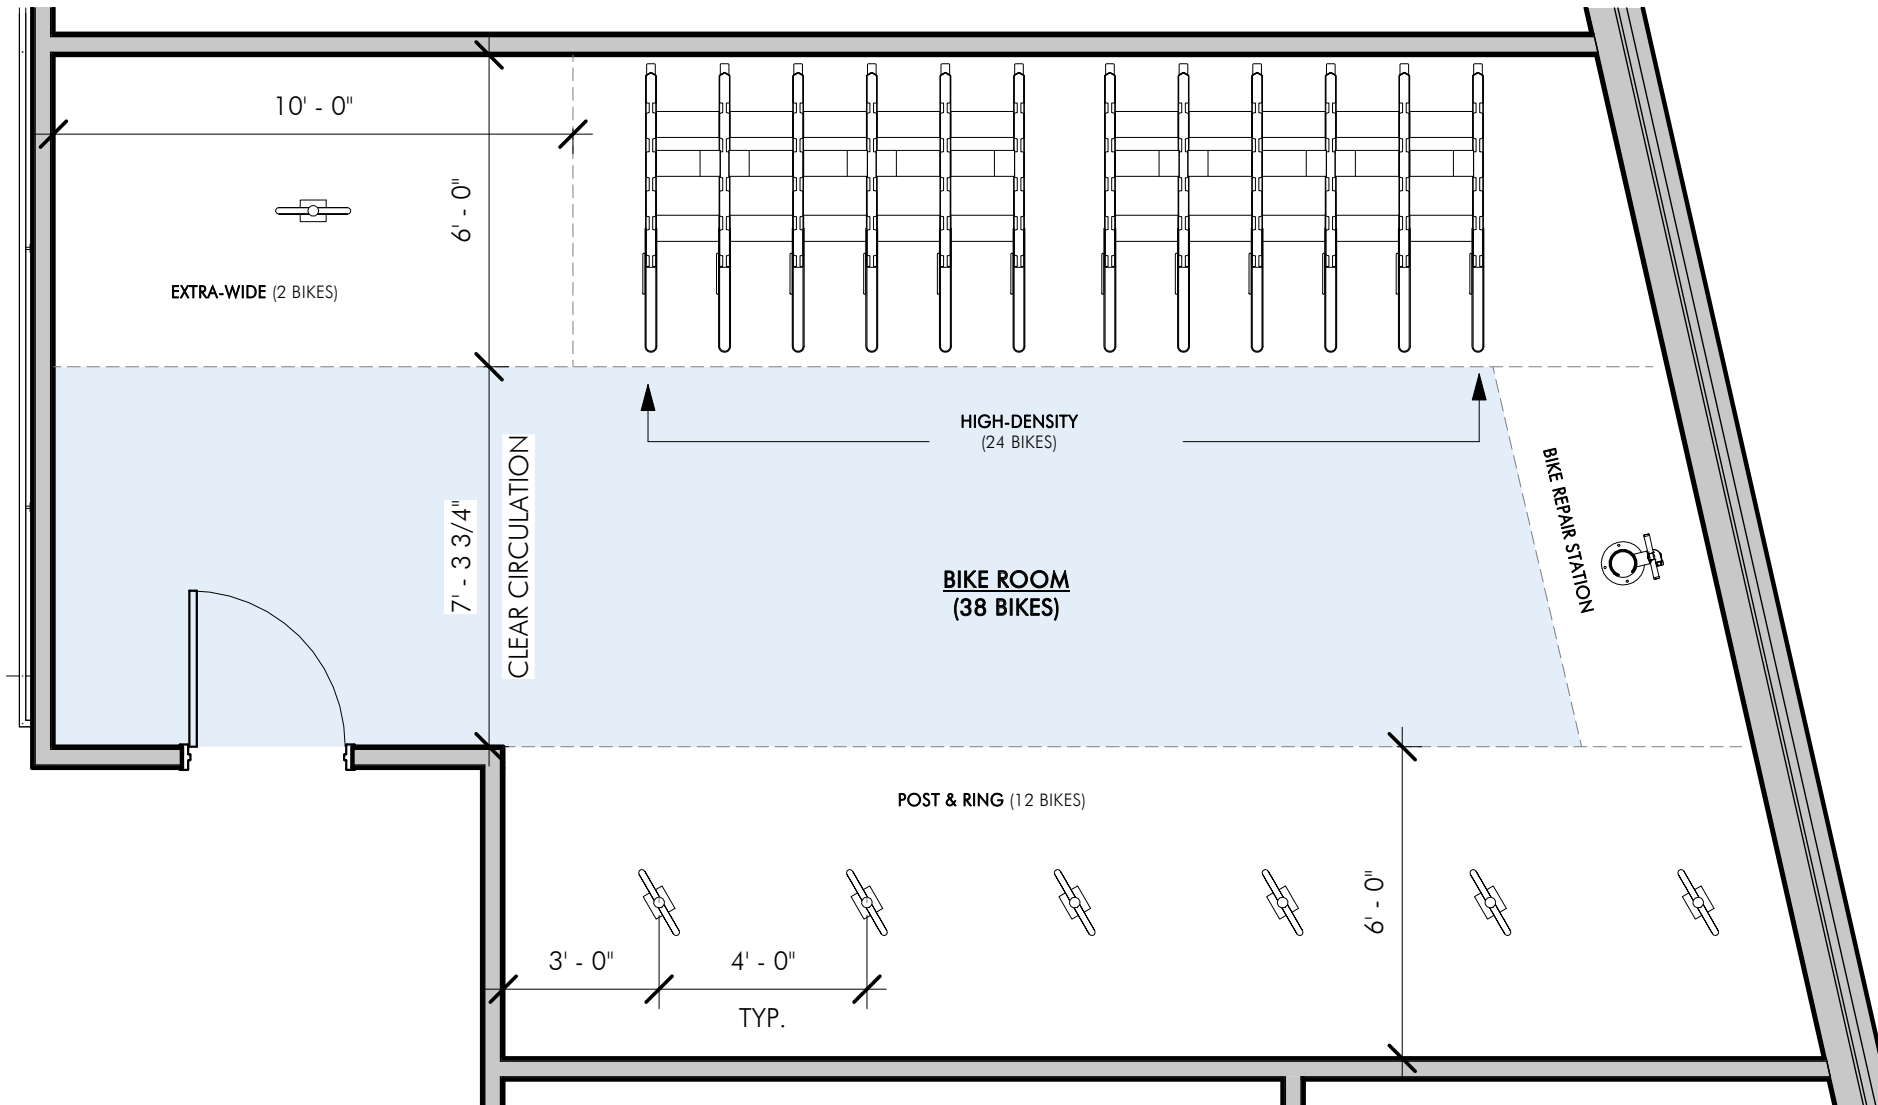 10' - 0"
6' - 0"
EXTRA-WIDE (2 BIKES)
HIGH-DENSITY
(24 BIKES)
CLEAR CIRCULATION
7' - 3 3/4"
BIKE REPAIR STATION
BIKE ROOM
(38 BIKES)
POST & RING (12 BIKES)
6' - 0"
3' - 0"
4' - 0"
TYP.